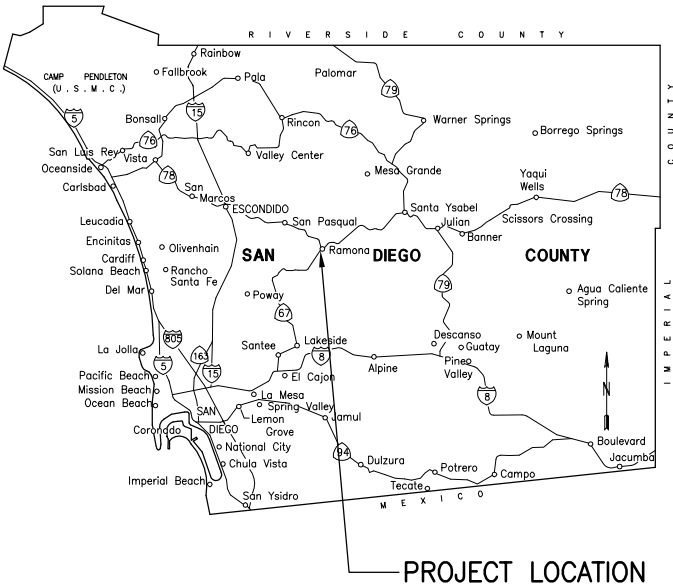 RIVERSIDE COUNTY
Rainbow
Fallbrook
CAMP PENDLETON
(U.S.M.C.)
Pala
Palomar
79
5
15
Bonsall
Rincon
76
Warner Springs
Borrego Springs
COUNTY
76
San Luis Rey
Vista
Valley Center
Oceanside
Mesa Grande
78
Carlsbad
San
Marcos
Yaqui
Wells
78
ESCONDIDO
Santa Ysabel
Leucadia
San Pasqual
Julian
Scissors Crossing
Banner
Encinitas
Olivenhain
Ramona
SAN DIEGO COUNTY
Cardiff
Solana Beach
Rancho
Santa Fe
Del Mar
Poway
79
Agua Caliente
Spring
67
IMPERIAL
805
163
Lakeside
Descanso
Mount
Laguna
La Jolla
Santee
8
Guatay
5
15
Alpine
Pine
Valley
Pacific Beach
El Cajon
Mission Beach
La Mesa
8
N
Ocean Beach
Spring Valley
SAN
DIEGO
Lemon
Grove
Jamul
Coronado
National City
94
Boulevard
Chula Vista
Dulzura
Potrero
Campo
Jacumba
Imperial Beach
Tecate
San Ysidro
MEXICO
PROJECT LOCATION